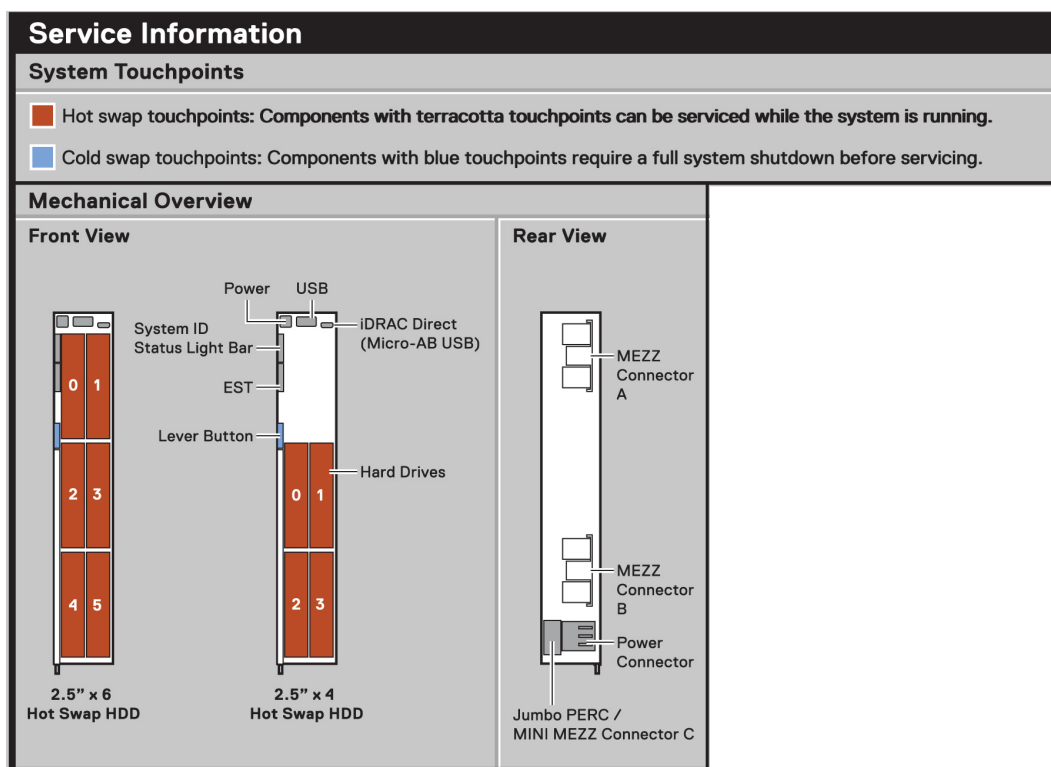 Service Information
System Touchpoints
Hot swap touchpoints: Components with terracotta touchpoints can be serviced while the system is running.
Cold swap touchpoints: Components with blue touchpoints require a full system shutdown before servicing.
Mechanical Overview
Front View
0 1
2 3
4 5
2.5” x 6
Hot Swap HDD
Power
USB
System ID
Status Light Bar
iDRAC Direct
(Micro-AB USB)
EST
Lever Button
Hard Drives
0 1
2 3
2.5” x 4
Hot Swap HDD
Rear View
MEZZ
Connector
A
MEZZ
Connector
B
Power
Connector
Jumbo PERC /
MINI MEZZ Connector C